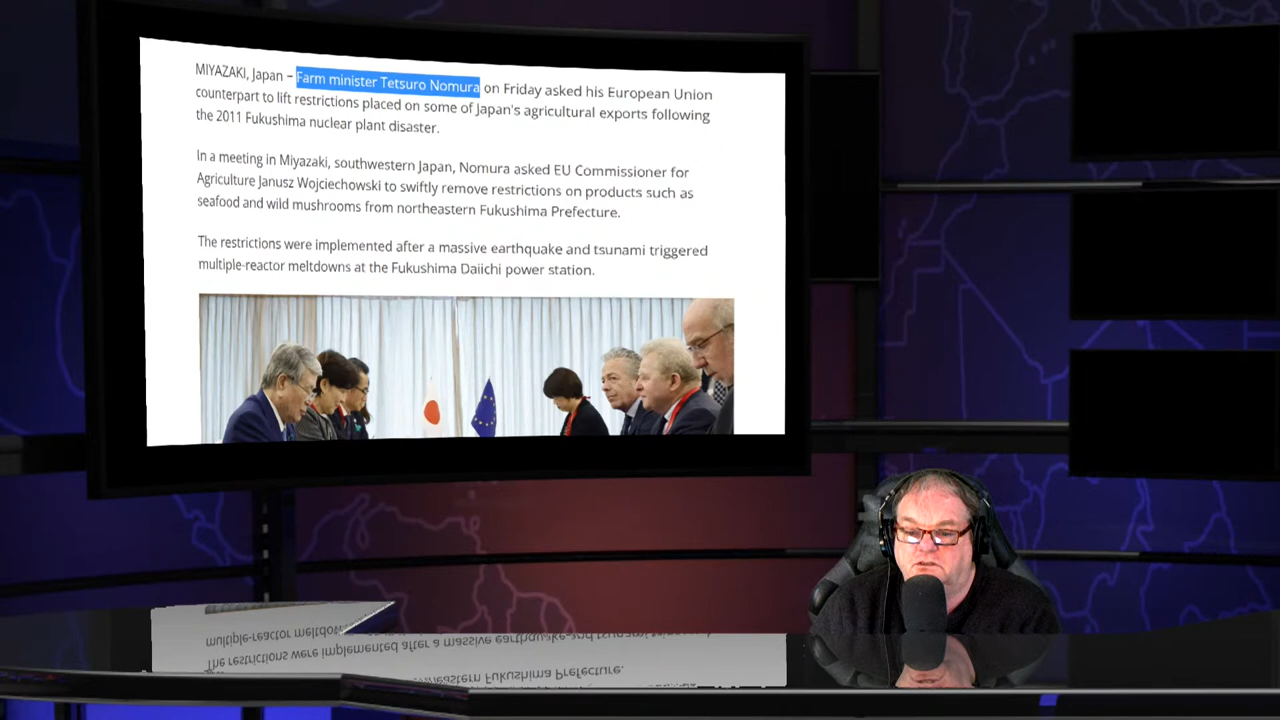 MIYAZAKI, Japan – Farm minister Tetsuro Nomura on Friday asked his European Union
counterpart to lift restrictions placed on some of Japan's agricultural exports following
the 2011 Fukushima nuclear plant disaster.
In a meeting in Miyazaki, southwestern Japan, Nomura asked EU Commissioner for
Agriculture Janusz Wojciechowski to swiftly remove restrictions on products such as
seafood and wild mushrooms from northeastern Fukushima Prefecture.
The restrictions were implemented after a massive earthquake and tsunami triggered
multiple-reactor meltdowns at the Fukushima Daiichi power station.